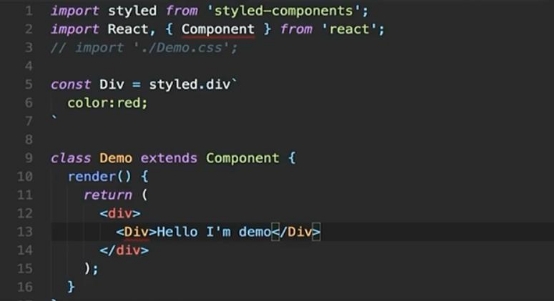 1 import styled from 'styled-components';
2 import React, { Component } from 'react';
3 // import './Demo.css';
4
5 const Div = styled.div`
6   color:red;
7 `
8
9 class Demo extends Component {
10   render() {
11     return (
12       <div>
13         <Div>Hello I'm demo</Div>
14       </div>
15     );
16   }